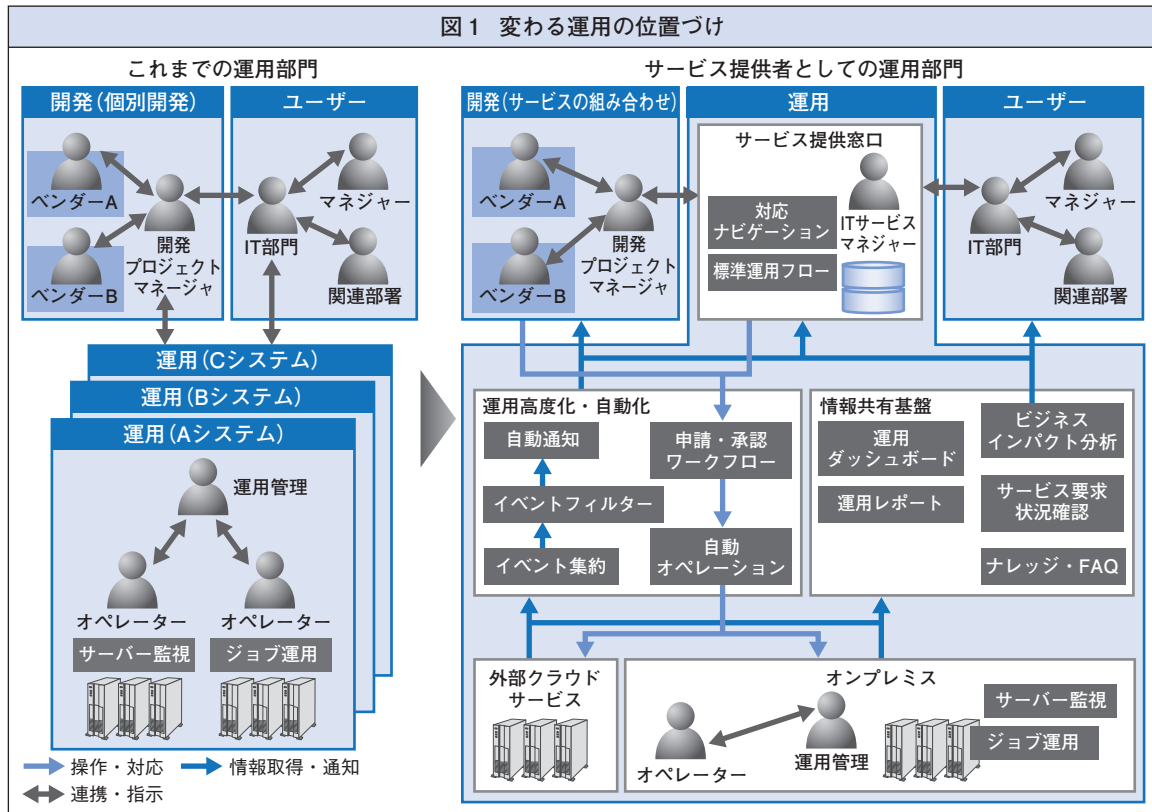 図1 変わる運用の位置づけ
これまでの運用部門
開発(個別開発)
ユーザー
ベンダーA
ベンダーB
開発
プロジェクト
マネージャ
IT部門
マネジャー
関連部署
運用(Cシステム)
運用(Bシステム)
運用(Aシステム)
運用管理
オペレーター
オペレーター
サーバー監視
ジョブ運用
操作・対応
情報取得・通知
連携・指示
サービス提供者としての運用部門
開発(サービスの組み合わせ)
運用
ユーザー
ベンダーA
ベンダーB
開発
プロジェクト
マネージャ
サービス提供窓口
対応
ナビゲーション
標準運用フロー
ITサービス
マネジャー
IT部門
マネジャー
関連部署
運用高度化・自動化
自動通知
イベントフィルター
イベント集約
申請・承認
ワークフロー
自動
オペレーション
情報共有基盤
運用
ダッシュボード
運用レポート
ビジネス
インパクト分析
サービス要求
状況確認
ナレッジ・FAQ
外部クラウド
サービス
オンプレミス
オペレーター
運用管理
サーバー監視
ジョブ運用